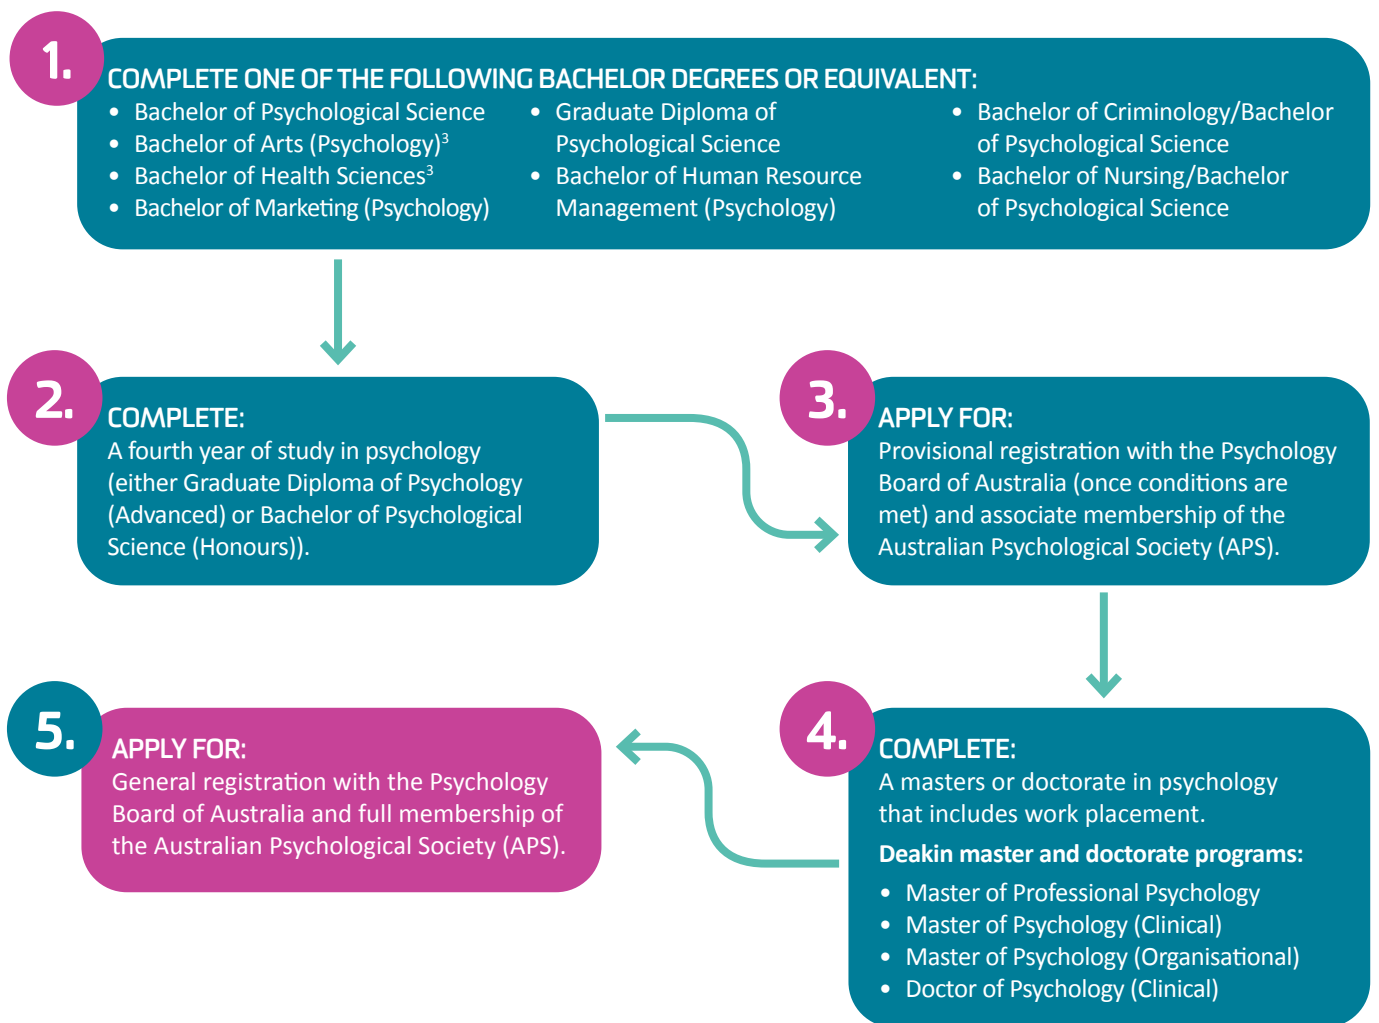 1.
COMPLETE ONE OF THE FOLLOWING BACHELOR DEGREES OR EQUIVALENT:
• Bachelor of Psychological Science
• Bachelor of Arts (Psychology)³
• Bachelor of Health Sciences³
• Bachelor of Marketing (Psychology)
• Graduate Diploma of
Psychological Science
• Bachelor of Human Resource
Management (Psychology)
• Bachelor of Criminology/Bachelor
of Psychological Science
• Bachelor of Nursing/Bachelor
of Psychological Science
2.
COMPLETE:
A fourth year of study in psychology
(either Graduate Diploma of Psychology
(Advanced) or Bachelor of Psychological
Science (Honours)).
3.
APPLY FOR:
Provisional registration with the Psychology
Board of Australia (once conditions are
met) and associate membership of the
Australian Psychological Society (APS).
4.
COMPLETE:
A masters or doctorate in psychology
that includes work placement.
Deakin master and doctorate programs:
• Master of Professional Psychology
• Master of Psychology (Clinical)
• Master of Psychology (Organisational)
• Doctor of Psychology (Clinical)
5.
APPLY FOR:
General registration with the Psychology
Board of Australia and full membership of
the Australian Psychological Society (APS).